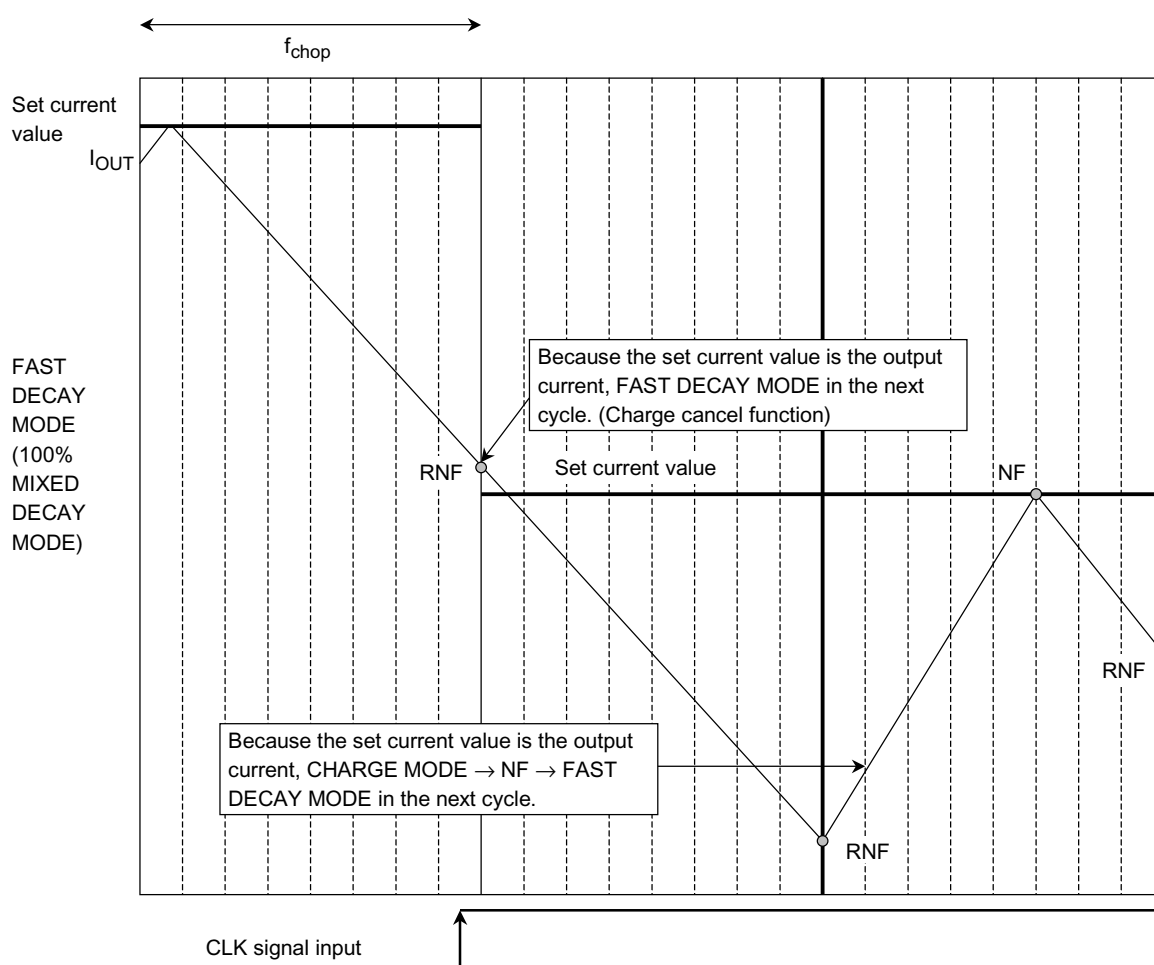 f_chop
Set current
value
I_OUT
FAST
DECAY
MODE
(100%
MIXED
DECAY
MODE)
Because the set current value is the output
current, FAST DECAY MODE in the next
cycle. (Charge cancel function)
RNF
Set current value
NF
RNF
Because the set current value is the output
current, CHARGE MODE → NF → FAST
DECAY MODE in the next cycle.
RNF
CLK signal input